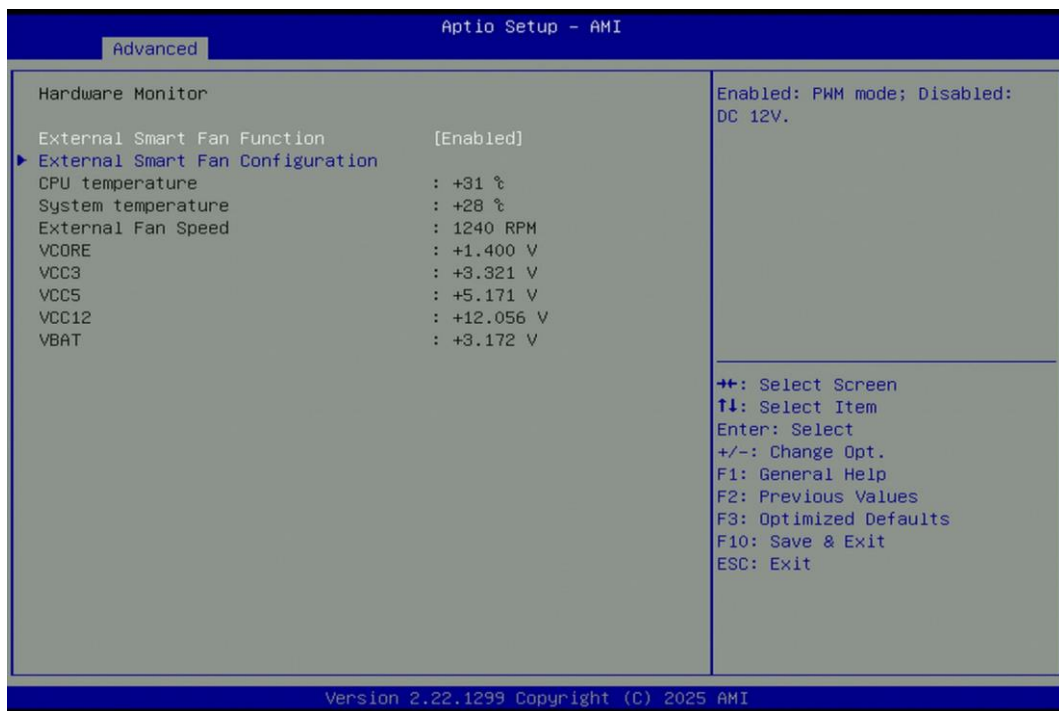 Aptio Setup – AMI
Advanced
Hardware Monitor
External Smart Fan Function [Enabled]
External Smart Fan Configuration
CPU temperature : +31 ℃
System temperature : +28 ℃
External Fan Speed : 1240 RPM
VCORE : +1.400 V
VCC3 : +3.321 V
VCC5 : +5.171 V
VCC12 : +12.056 V
VBAT : +3.172 V
Enabled: PWM mode; Disabled:
DC 12V.
→←: Select Screen
↑↓: Select Item
Enter: Select
+/-: Change Opt.
F1: General Help
F2: Previous Values
F3: Optimized Defaults
F10: Save & Exit
ESC: Exit
Version 2.22.1299 Copyright (C) 2025 AMI